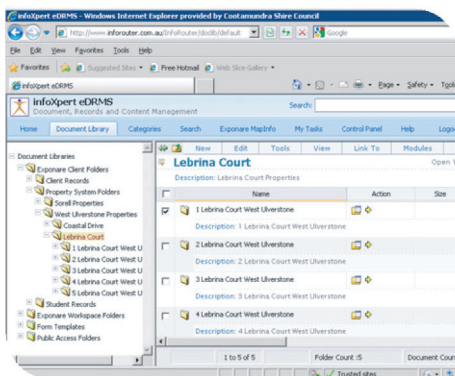 infoXpert eDRMS - Windows Internet Explorer provided by Cootamundra Shire Council
http://www.inforouter.com.au/InfoRouter/doclib/default
Google
File Edit View Favorites Tools Help
Favorites Suggested Sites Free Hotmail Web Slice Gallery
infoXpert eDRMS
Page Safety Tools
infoXpert eDRMS
Document, Records and Content Management
Search:
Home Document Library Categories Search Exponare MapInfo My Tasks Control Panel Help Logo
New Edit Tools View Link To Modules
Document Libraries
Exponare Client Folders
Client Records
Property System Folders
Sorell Properties
West Ulverstone Properties
Coastal Drive
Lebrina Court
1 Lebrina Court West U
2 Lebrina Court West U
3 Lebrina Court West U
4 Lebrina Court West U
5 Lebrina Court West U
Student Records
Exponare Workspace Folders
Form Templates
Public Access Folders
Lebrina Court
Open
Description: Lebrina Court Properties
Name Action Size
1 Lebrina Court West Ulverstone
Description: 1 Lebrina Court West Ulverstone
2 Lebrina Court West Ulverstone
Description: 2 Lebrina Court West Ulverstone
3 Lebrina Court West Ulverstone
Description: 3 Lebrina Court West Ulverstone
4 Lebrina Court West Ulverstone
Description: 4 Lebrina Court West Ulverstone
1 to 5 of 5 Folder Count :5 Document Coun
Trusted sites